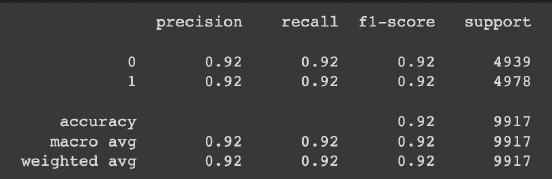 precision recall f1-score support
0 0.92 0.92 0.92 4939
1 0.92 0.92 0.92 4978
accuracy 0.92 9917
macro avg 0.92 0.92 0.92 9917
weighted avg 0.92 0.92 0.92 9917